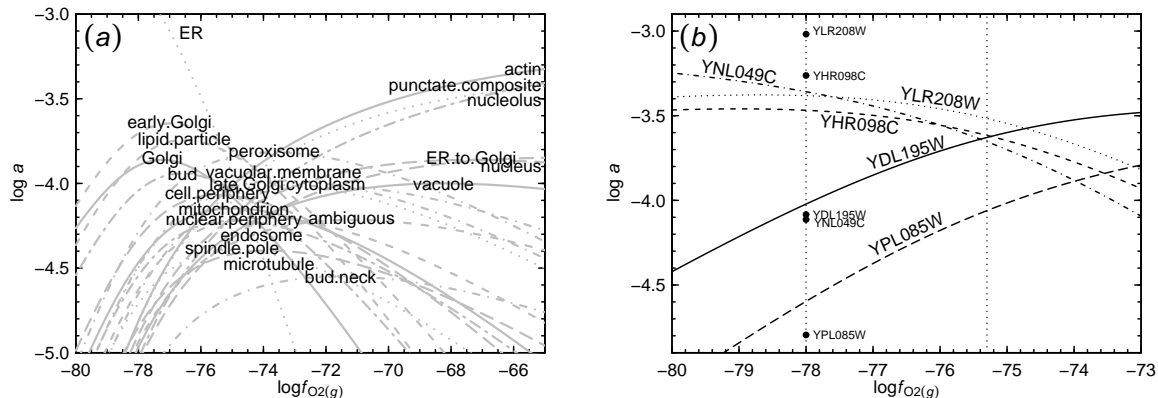 (a)
ER
actin
punctate.composite
nucleolus
early.Golgi
lipid.particle
peroxisome
Golgi
ER.to.Golgi
nucleus
bud
vacuolar.membrane
late.Golgi
cytoplasm
vacuole
cell.periphery
mitochondrion
nuclear.periphery
ambiguous
endosome
spindle.pole
microtubule
bud.neck
−3.0
−3.5
−4.0
−4.5
−5.0
log a
−80
−78
−76
−74
−72
−70
−68
−66
logfO2(g)
(b)
YLR208W
YNL049C
YHR098C
YLR208W
YHR098C
YDL195W
YDL195W
YNL049C
YPL085W
YPL085W
−3.0
−3.5
−4.0
−4.5
log a
−80
−79
−78
−77
−76
−75
−74
−73
logfO2(g)